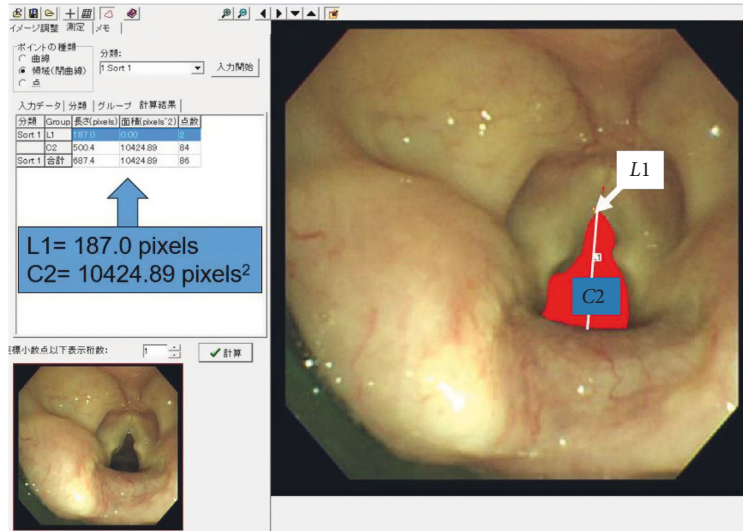 イメージ調整 測定 メモ
ポイントの種類
曲線
領域(閉曲線)
点
分類:
1:Sort 1
入力開始
入力データ 分類 グループ 計算結果
分類 Group 長さ(pixels) 面積(pixels^2) 点数
Sort 1 L1 187.0 0.00 2
C2 500.4 10424.89 84
Sort 1 合計 687.4 10424.89 86
L1= 187.0 pixels
C2= 10424.89 pixels²
標小数点以下表示桁数:
1
計算
L1
L1
C2